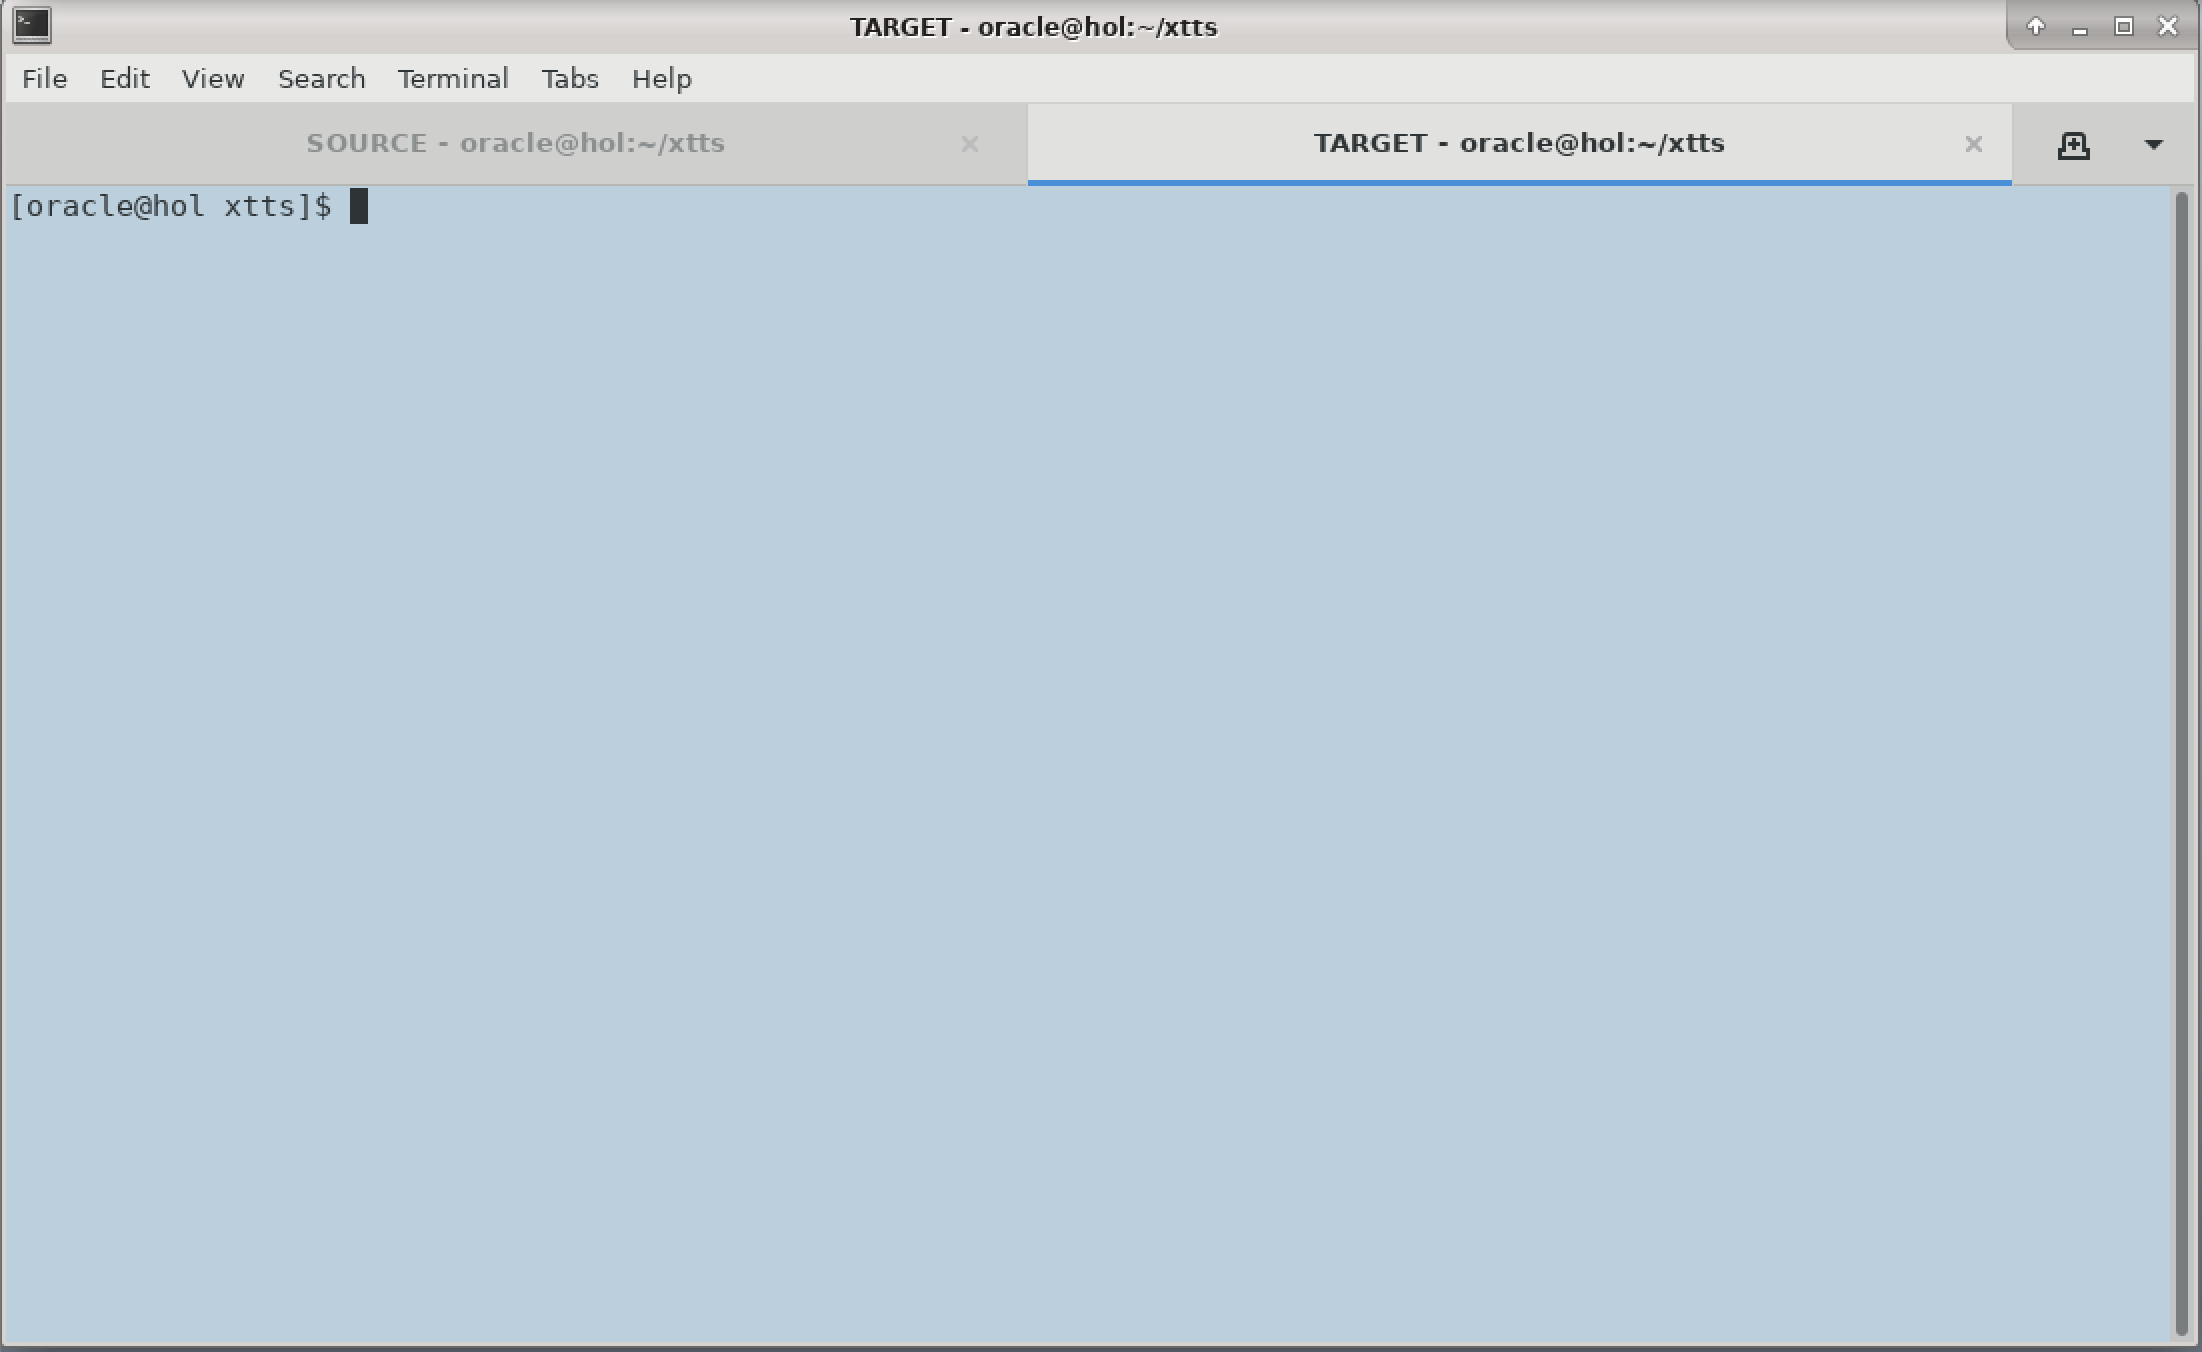 TARGET - oracle@hol:~/xtts
File Edit View Search Terminal Tabs Help
SOURCE - oracle@hol:~/xtts
TARGET - oracle@hol:~/xtts
[oracle@hol xtts]$